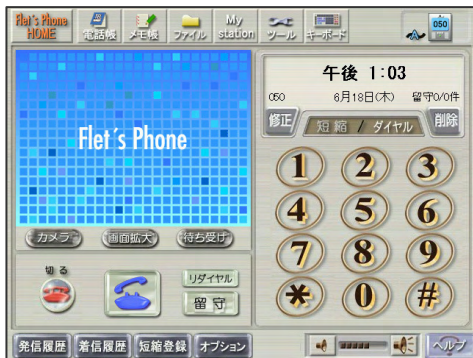 Flet's Phone
HOME
電話帳
メモ帳
ファイル
My
station
ツール
キーボード
050
午後 1:03
050 6月18日(木) 留守0/0件
修正 短縮 / ダイヤル 削除
Flet's Phone
1 2 3
4 5 6
7 8 9
* 0 #
カメラ 画面拡大 待ち受け
切る
リダイヤル
留守
発信履歴 着信履歴 短縮登録 オプション
ヘルプ